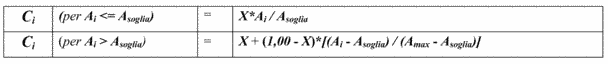 Ci (per Ai <= Asoglia) = X*Ai / Asoglia
Ci (per Ai > Asoglia) = X + (1,00 - X)*[(Ai - Asoglia) / (Amax - Asoglia)]